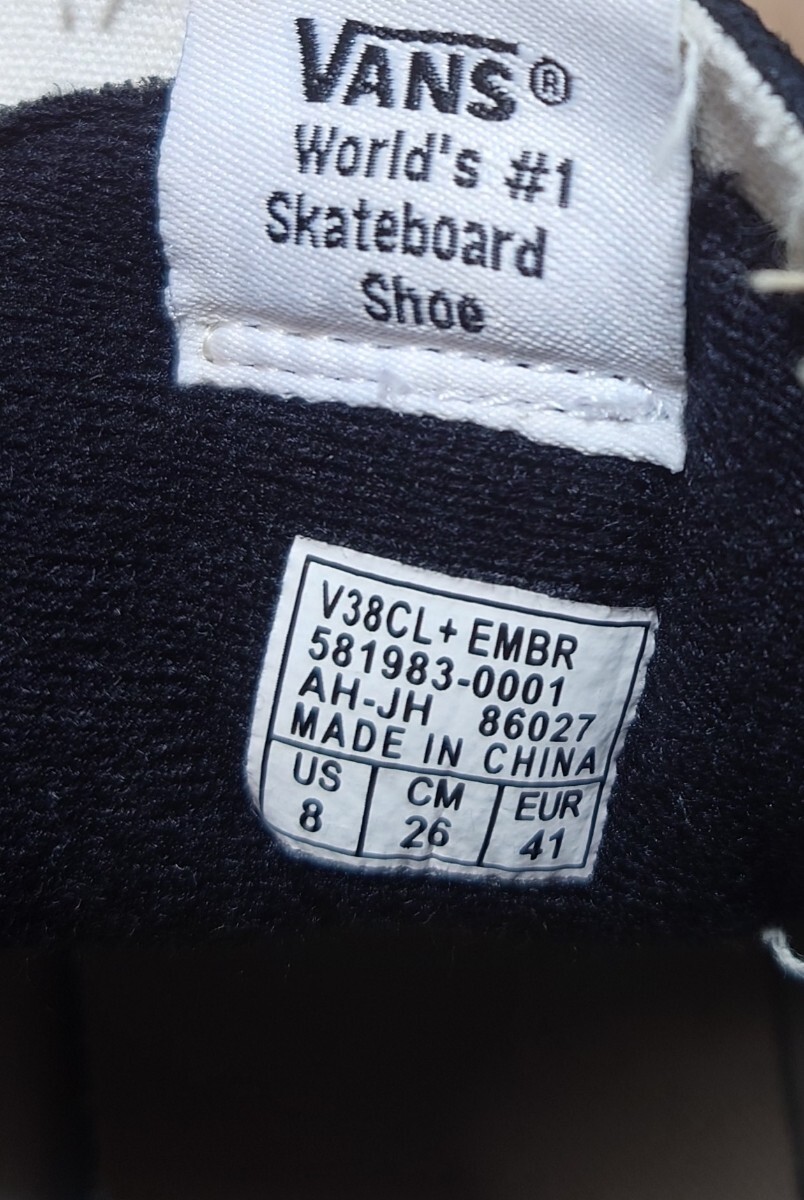 VANS®
World's #1
Skateboard
Shoe
V38CL+ EMBR
581983-0001
AH-JH 86027
MADE IN CHINA
US CM EUR
8 26 41